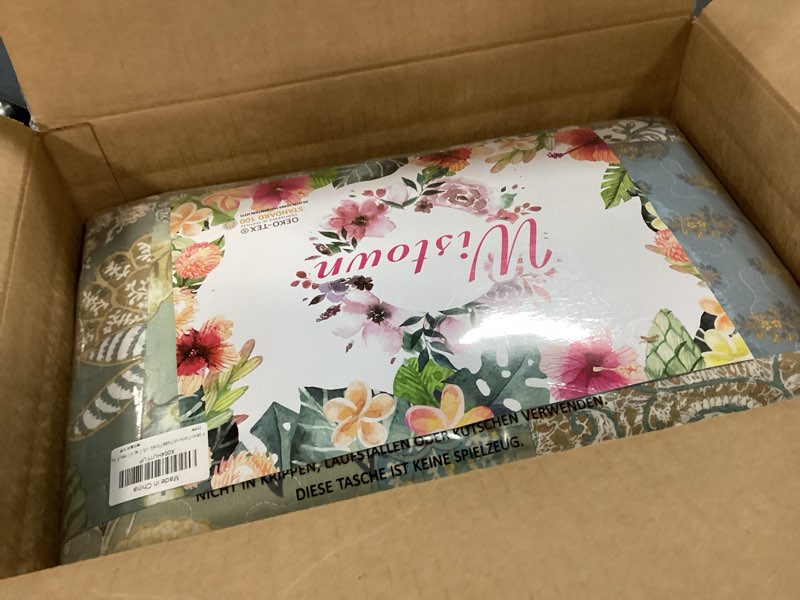 Wistown
OEKO-TEX®
STANDARD 100
Made in China
NICHT IN KRIPPEN, LAUFSTÄLLEN ODER KUTSCHEN VERWENDEN.
DIESE TASCHE IST KEINE SPIELZEUG.